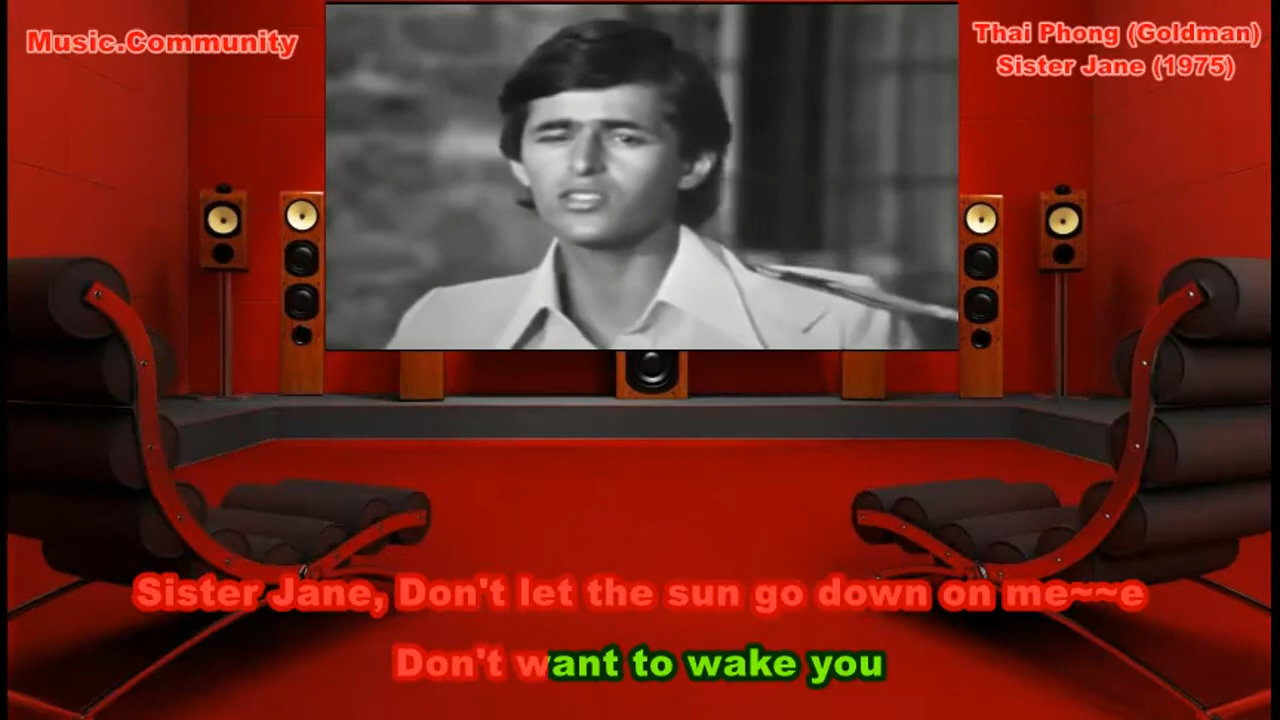 Music.Community
Thai Phong (Goldman)
Sister Jane (1975)
Sister Jane, Don't let the sun go down on me~~e
Don't want to wake you